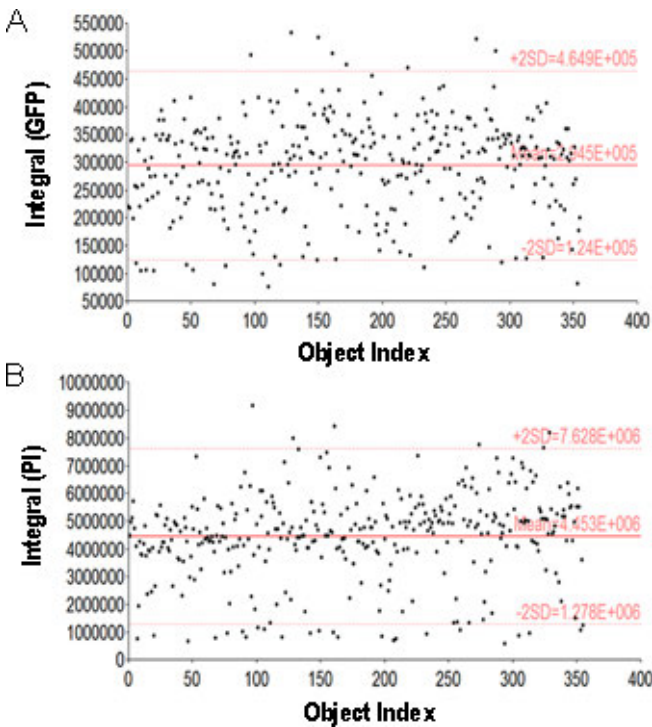 A
Integral (GFP)
550000
500000
450000
400000
350000
300000
250000
200000
150000
100000
50000
+2SD=4.649E+005
Mean=2.945E+005
-2SD=1.24E+005
0 50 100 150 200 250 300 350 400
Object Index
B
Integral (PI)
10000000
9000000
8000000
7000000
6000000
5000000
4000000
3000000
2000000
1000000
0
+2SD=7.628E+006
Mean=4.453E+006
-2SD=1.278E+006
0 50 100 150 200 250 300 350 400
Object Index